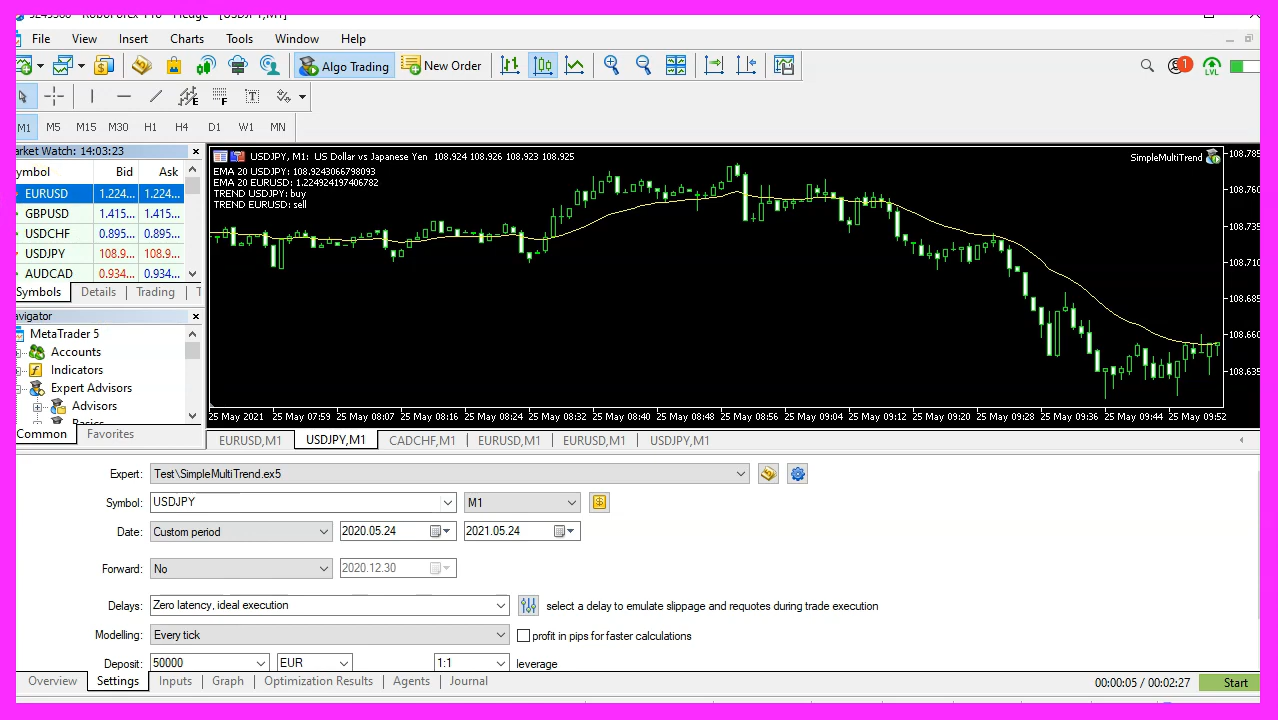 File View Insert Charts Tools Window Help
Algo Trading New Order 1 LVL
E F T
M1 M5 M15 M30 H1 H4 D1 W1 MN
arket Watch: 14:03:23
ymbol Bid Ask
EURUSD 1.224... 1.224...
GBPUSD 1.415... 1.415...
USDCHF 0.895... 0.895...
USDJPY 108.9... 108.9...
AUDCAD 0.934... 0.934...
Symbols Details Trading T
avigator
MetaTrader 5
Accounts
Indicators
Expert Advisors
Advisors
Common Favorites
USDJPY, M1: US Dollar vs Japanese Yen 108.924 108.926 108.923 108.925
SimpleMultiTrend
EMA 20 USDJPY: 108.9243066798093
EMA 20 EURUSD: 1.224924197406782
TREND USDJPY: buy
TREND EURUSD: sell
108.785
108.760
108.735
108.710
108.685
108.660
108.635
25 May 2021 25 May 07:59 25 May 08:07 25 May 08:16 25 May 08:24 25 May 08:32 25 May 08:40 25 May 08:48 25 May 08:56 25 May 09:04 25 May 09:12 25 May 09:20 25 May 09:28 25 May 09:36 25 May 09:44 25 May 09:52
EURUSD,M1 USDJPY,M1 CADCHF,M1 EURUSD,M1 EURUSD,M1 USDJPY,M1
Expert: Test\SimpleMultiTrend.ex5
Symbol: USDJPY M1
Date: Custom period 2020.05.24 2021.05.24
Forward: No 2020.12.30
Delays: Zero latency, ideal execution select a delay to emulate slippage and requotes during trade execution
Modelling: Every tick profit in pips for faster calculations
Deposit: 50000 EUR 1:1 leverage
Overview Settings Inputs Graph Optimization Results Agents Journal 00:00:05 / 00:02:27 Start